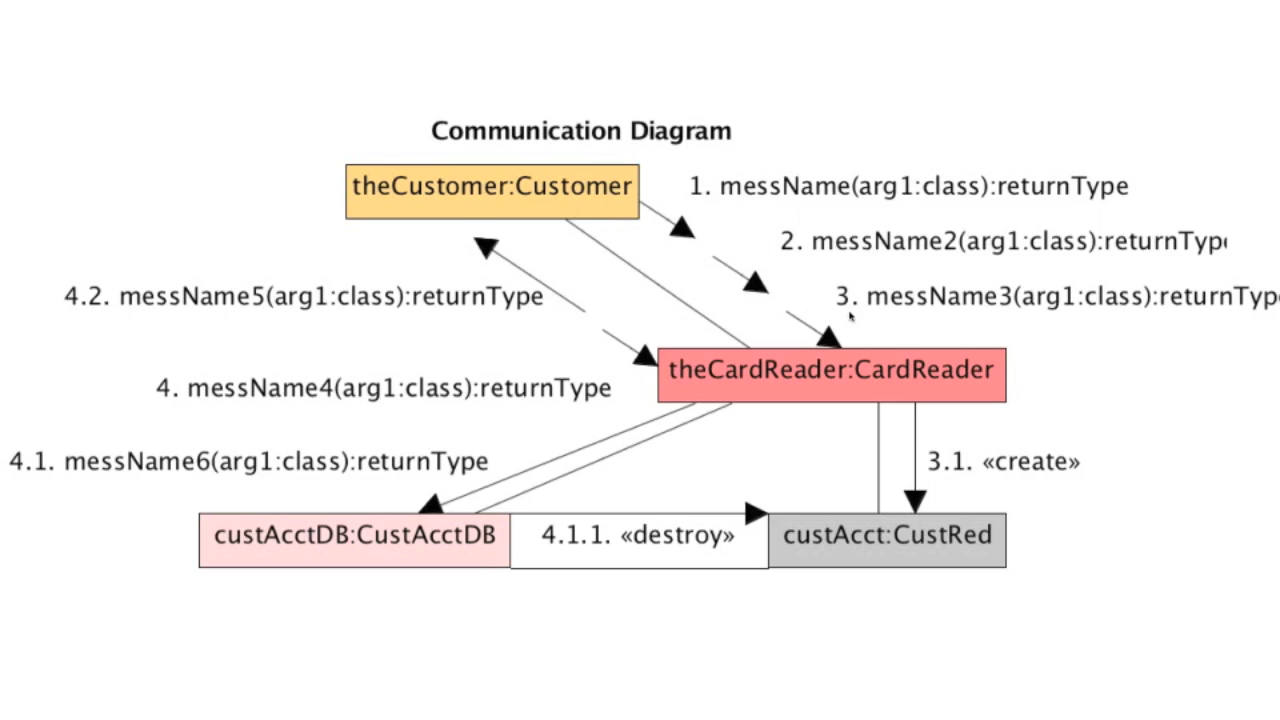 Communication Diagram
theCustomer:Customer
1. messName(arg1:class):returnType
2. messName2(arg1:class):returnType
4.2. messName5(arg1:class):returnType
3. messName3(arg1:class):returnTyp
theCardReader:CardReader
4. messName4(arg1:class):returnType
4.1. messName6(arg1:class):returnType
3.1. «create»
custAcctDB:CustAcctDB
4.1.1. «destroy»
custAcct:CustRed